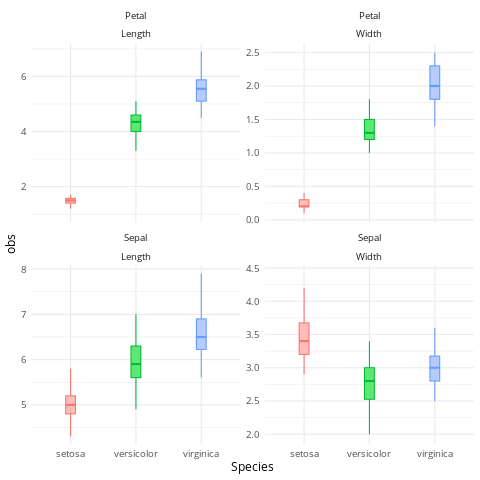 Petal
Length
6
4
2
Petal
Width
2.5
2.0
1.5
1.0
0.5
0.0
obs
Sepal
Length
8
7
6
5
Sepal
Width
4.5
4.0
3.5
3.0
2.5
2.0
setosa versicolor virginica
setosa versicolor virginica
Species